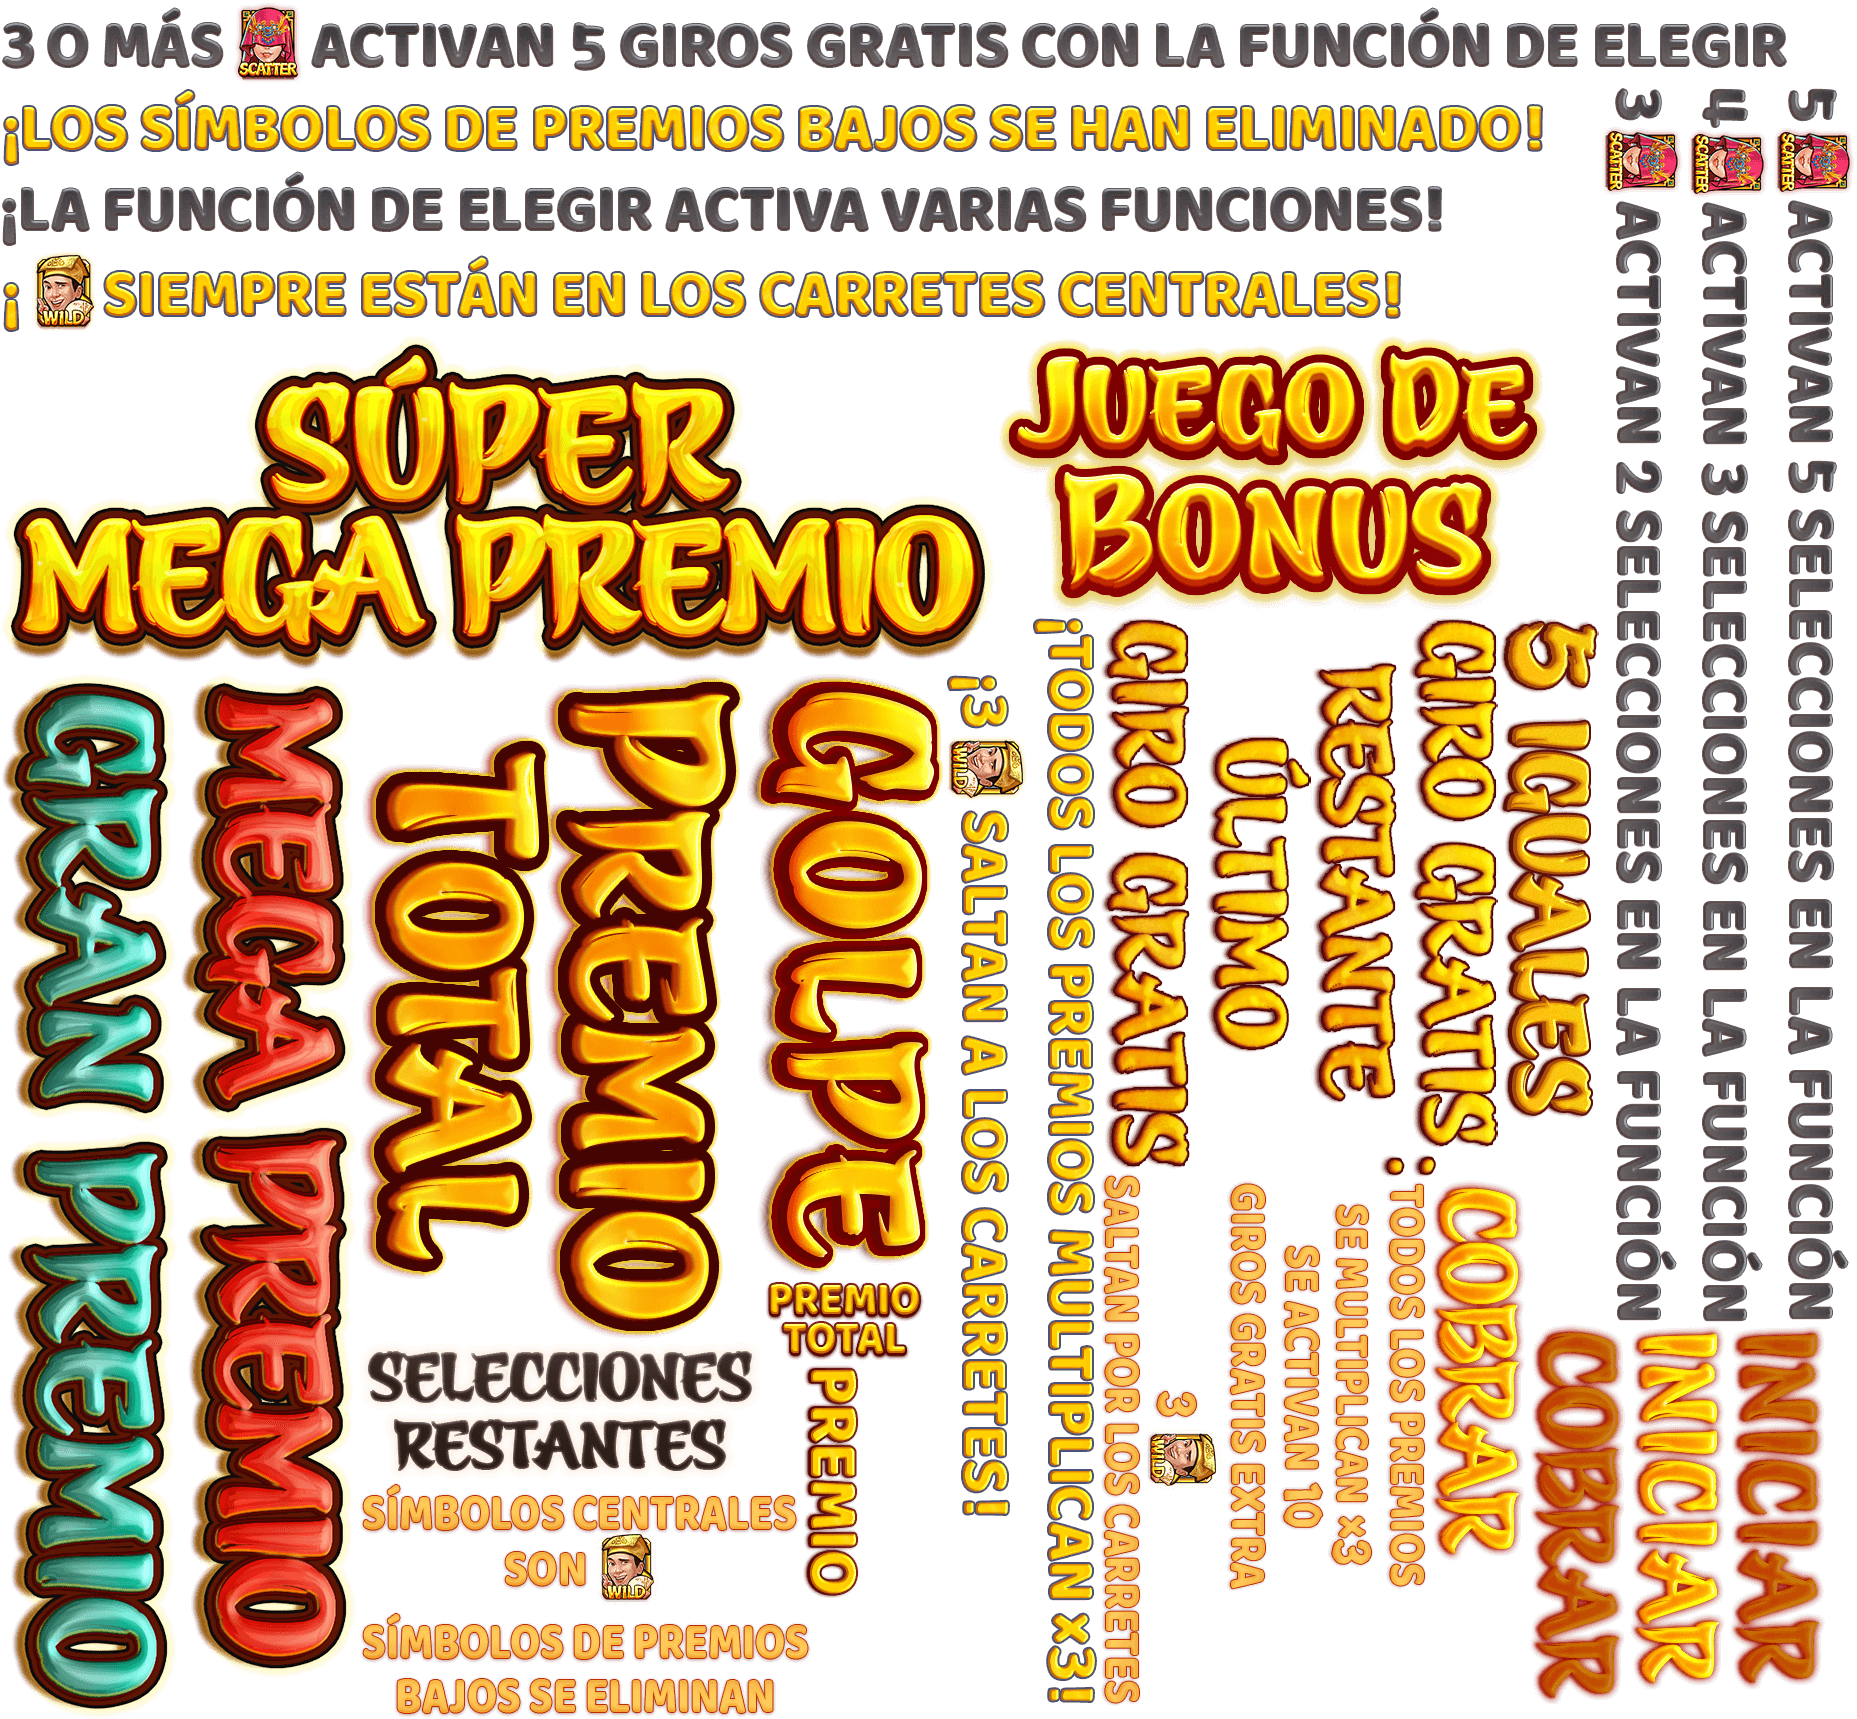 3 O MÁS SCATTER ACTIVAN 5 GIROS GRATIS CON LA FUNCIÓN DE ELEGIR
¡LOS SÍMBOLOS DE PREMIOS BAJOS SE HAN ELIMINADO!
¡LA FUNCIÓN DE ELEGIR ACTIVA VARIAS FUNCIONES!
¡ WILD SIEMPRE ESTÁN EN LOS CARRETES CENTRALES!
SÚPER
MEGA PREMIO
JUEGO DE
BONUS
GRAN PREMIO
MEGA PREMIO
PREMIO
TOTAL
GOLPE
PREMIO
TOTAL
PREMIO
SELECCIONES
RESTANTES
SÍMBOLOS CENTRALES
SON WILD
SÍMBOLOS DE PREMIOS
BAJOS SE ELIMINAN
¡3 WILD SALTAN A LOS CARRETES!
¡TODOS LOS PREMIOS MULTIPLICAN x3!
GIRO GRATIS
ÚLTIMO
GIRO GRATIS
RESTANTE :
5 IGUALES
3 WILD
SALTAN POR LOS CARRETES
SE ACTIVAN 10
GIROS GRATIS EXTRA
TODOS LOS PREMIOS
SE MULTIPLICAN x3
COBRAR
COBRAR
INICIAR
INICIAR
3 SCATTER ACTIVAN 2 SELECCIONES EN LA FUNCIÓN
4 SCATTER ACTIVAN 3 SELECCIONES EN LA FUNCIÓN
5 SCATTER ACTIVAN 5 SELECCIONES EN LA FUNCIÓN